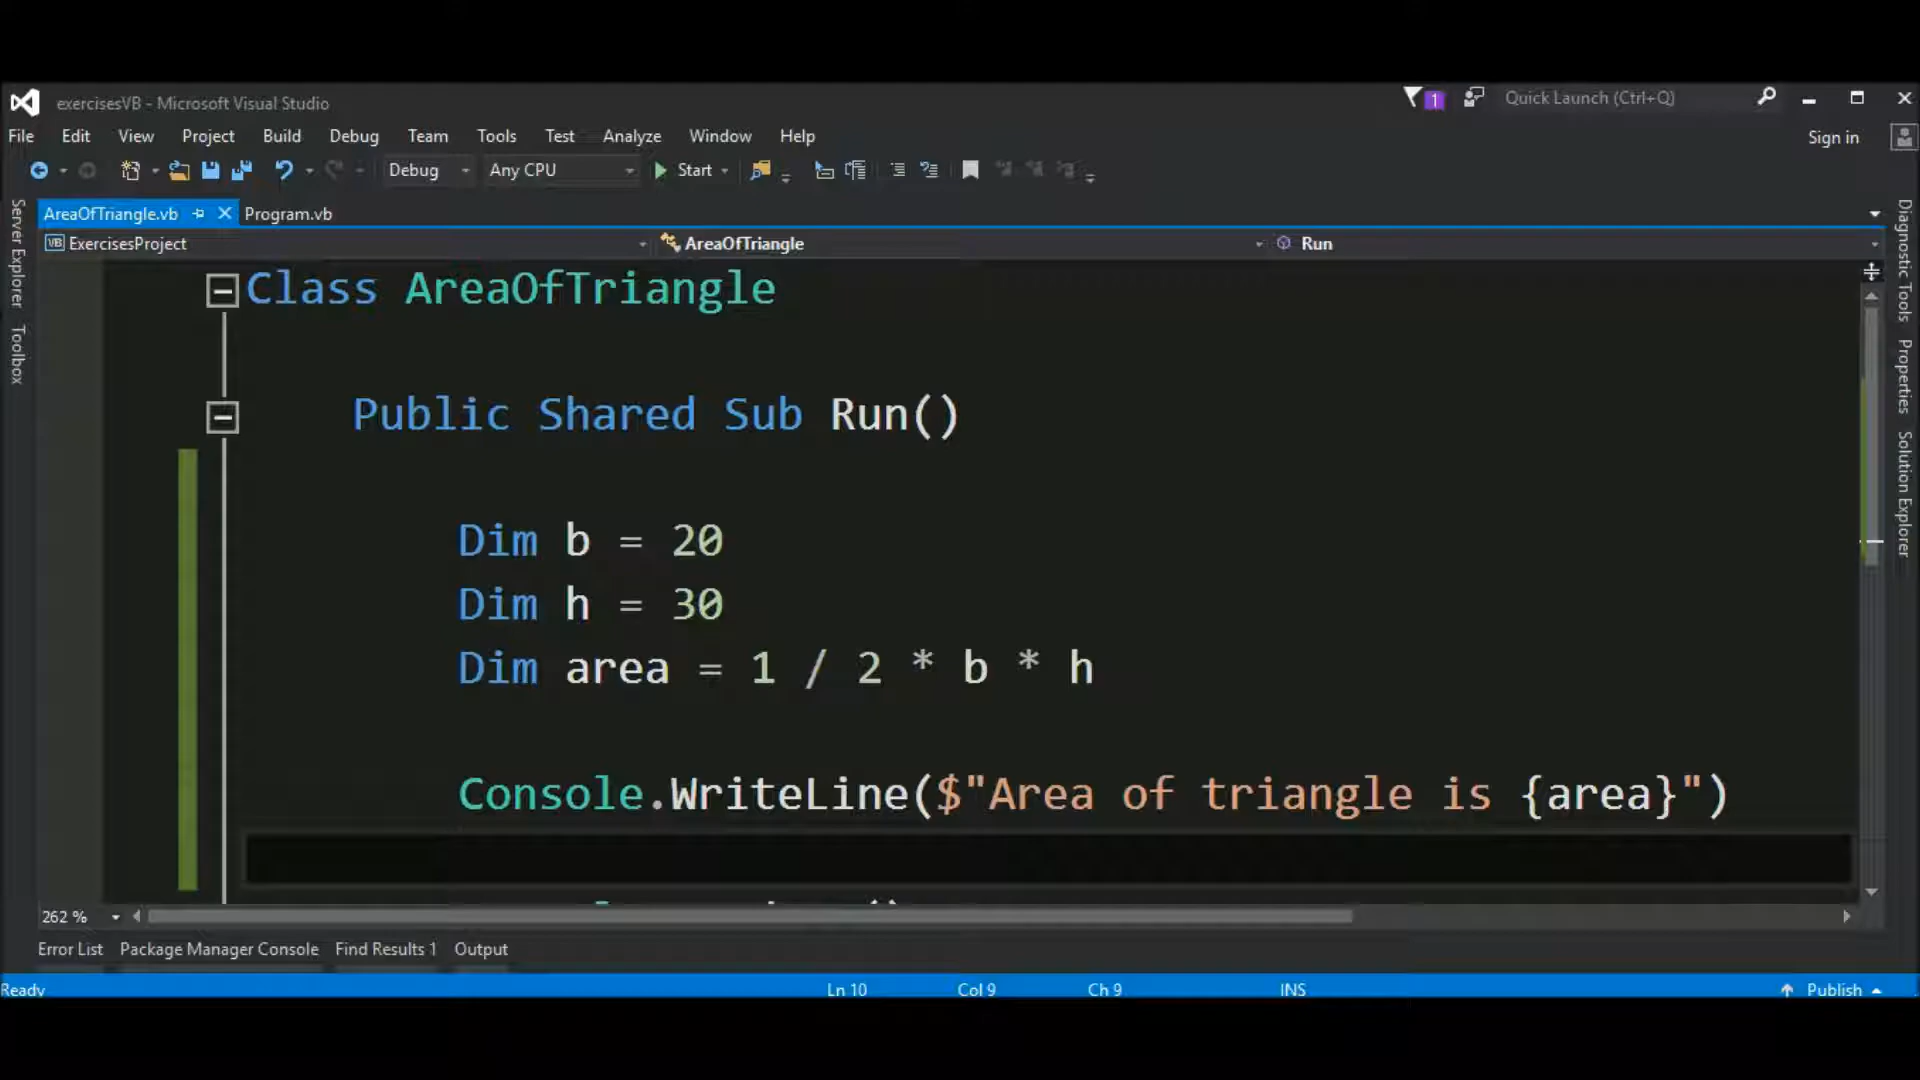 exercisesVB - Microsoft Visual Studio
1
Quick Launch (Ctrl+Q)
File Edit View Project Build Debug Team Tools Test Analyze Window Help
Sign in
Debug Any CPU Start
AreaOfTriangle.vb Program.vb
VB ExercisesProject AreaOfTriangle Run
Server Explorer
Toolbox
Class AreaOfTriangle
Public Shared Sub Run()
Dim b = 20
Dim h = 30
Dim area = 1 / 2 * b * h
Console.WriteLine($"Area of triangle is {area}")
Diagnostic Tools
Properties
Solution Explorer
262 %
Error List Package Manager Console Find Results 1 Output
Ready Ln 10 Col 9 Ch 9 INS Publish